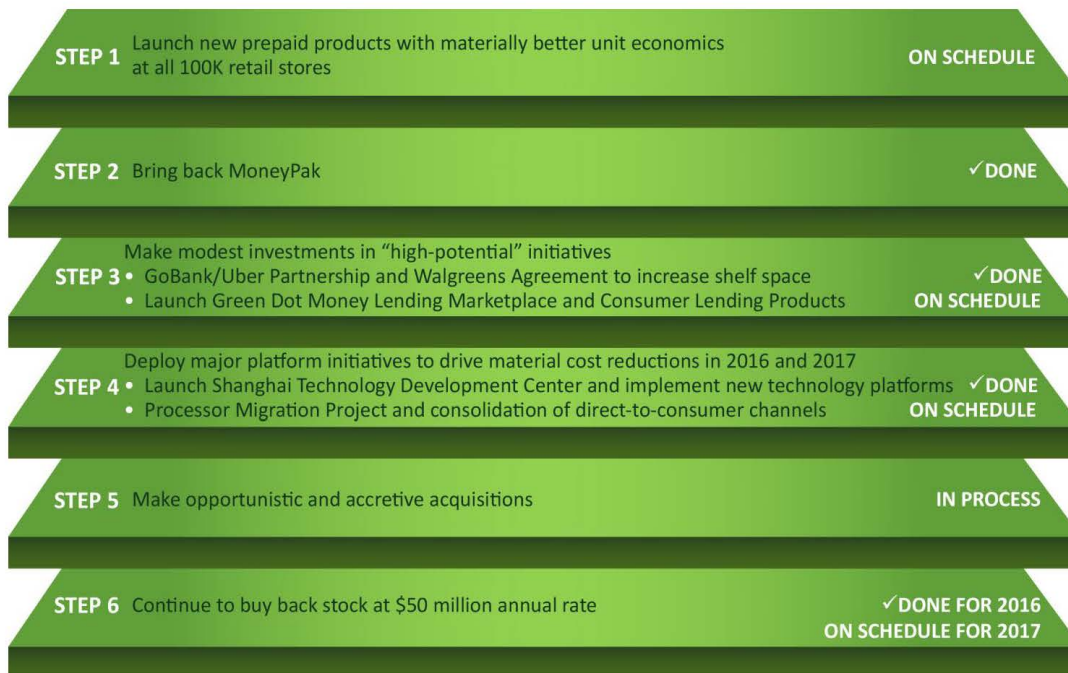 STEP 1 Launch new prepaid products with materially better unit economics
at all 100K retail stores
ON SCHEDULE
STEP 2 Bring back MoneyPak ✓DONE
Make modest investments in “high-potential” initiatives
STEP 3 • GoBank/Uber Partnership and Walgreens Agreement to increase shelf space ✓DONE
• Launch Green Dot Money Lending Marketplace and Consumer Lending Products ON SCHEDULE
Deploy major platform initiatives to drive material cost reductions in 2016 and 2017
STEP 4 • Launch Shanghai Technology Development Center and implement new technology platforms ✓DONE
• Processor Migration Project and consolidation of direct-to-consumer channels ON SCHEDULE
STEP 5 Make opportunistic and accretive acquisitions IN PROCESS
STEP 6 Continue to buy back stock at $50 million annual rate ✓DONE FOR 2016
ON SCHEDULE FOR 2017